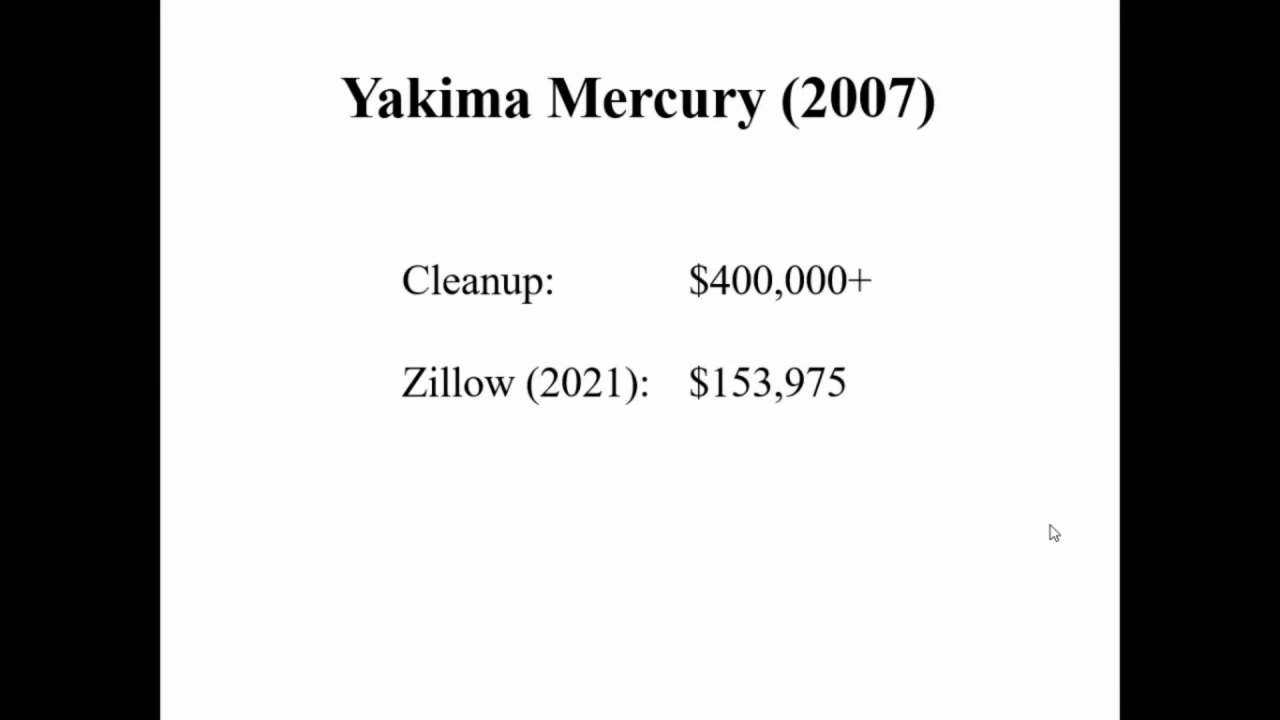 Yakima Mercury (2007)
Cleanup: $400,000+
Zillow (2021): $153,975